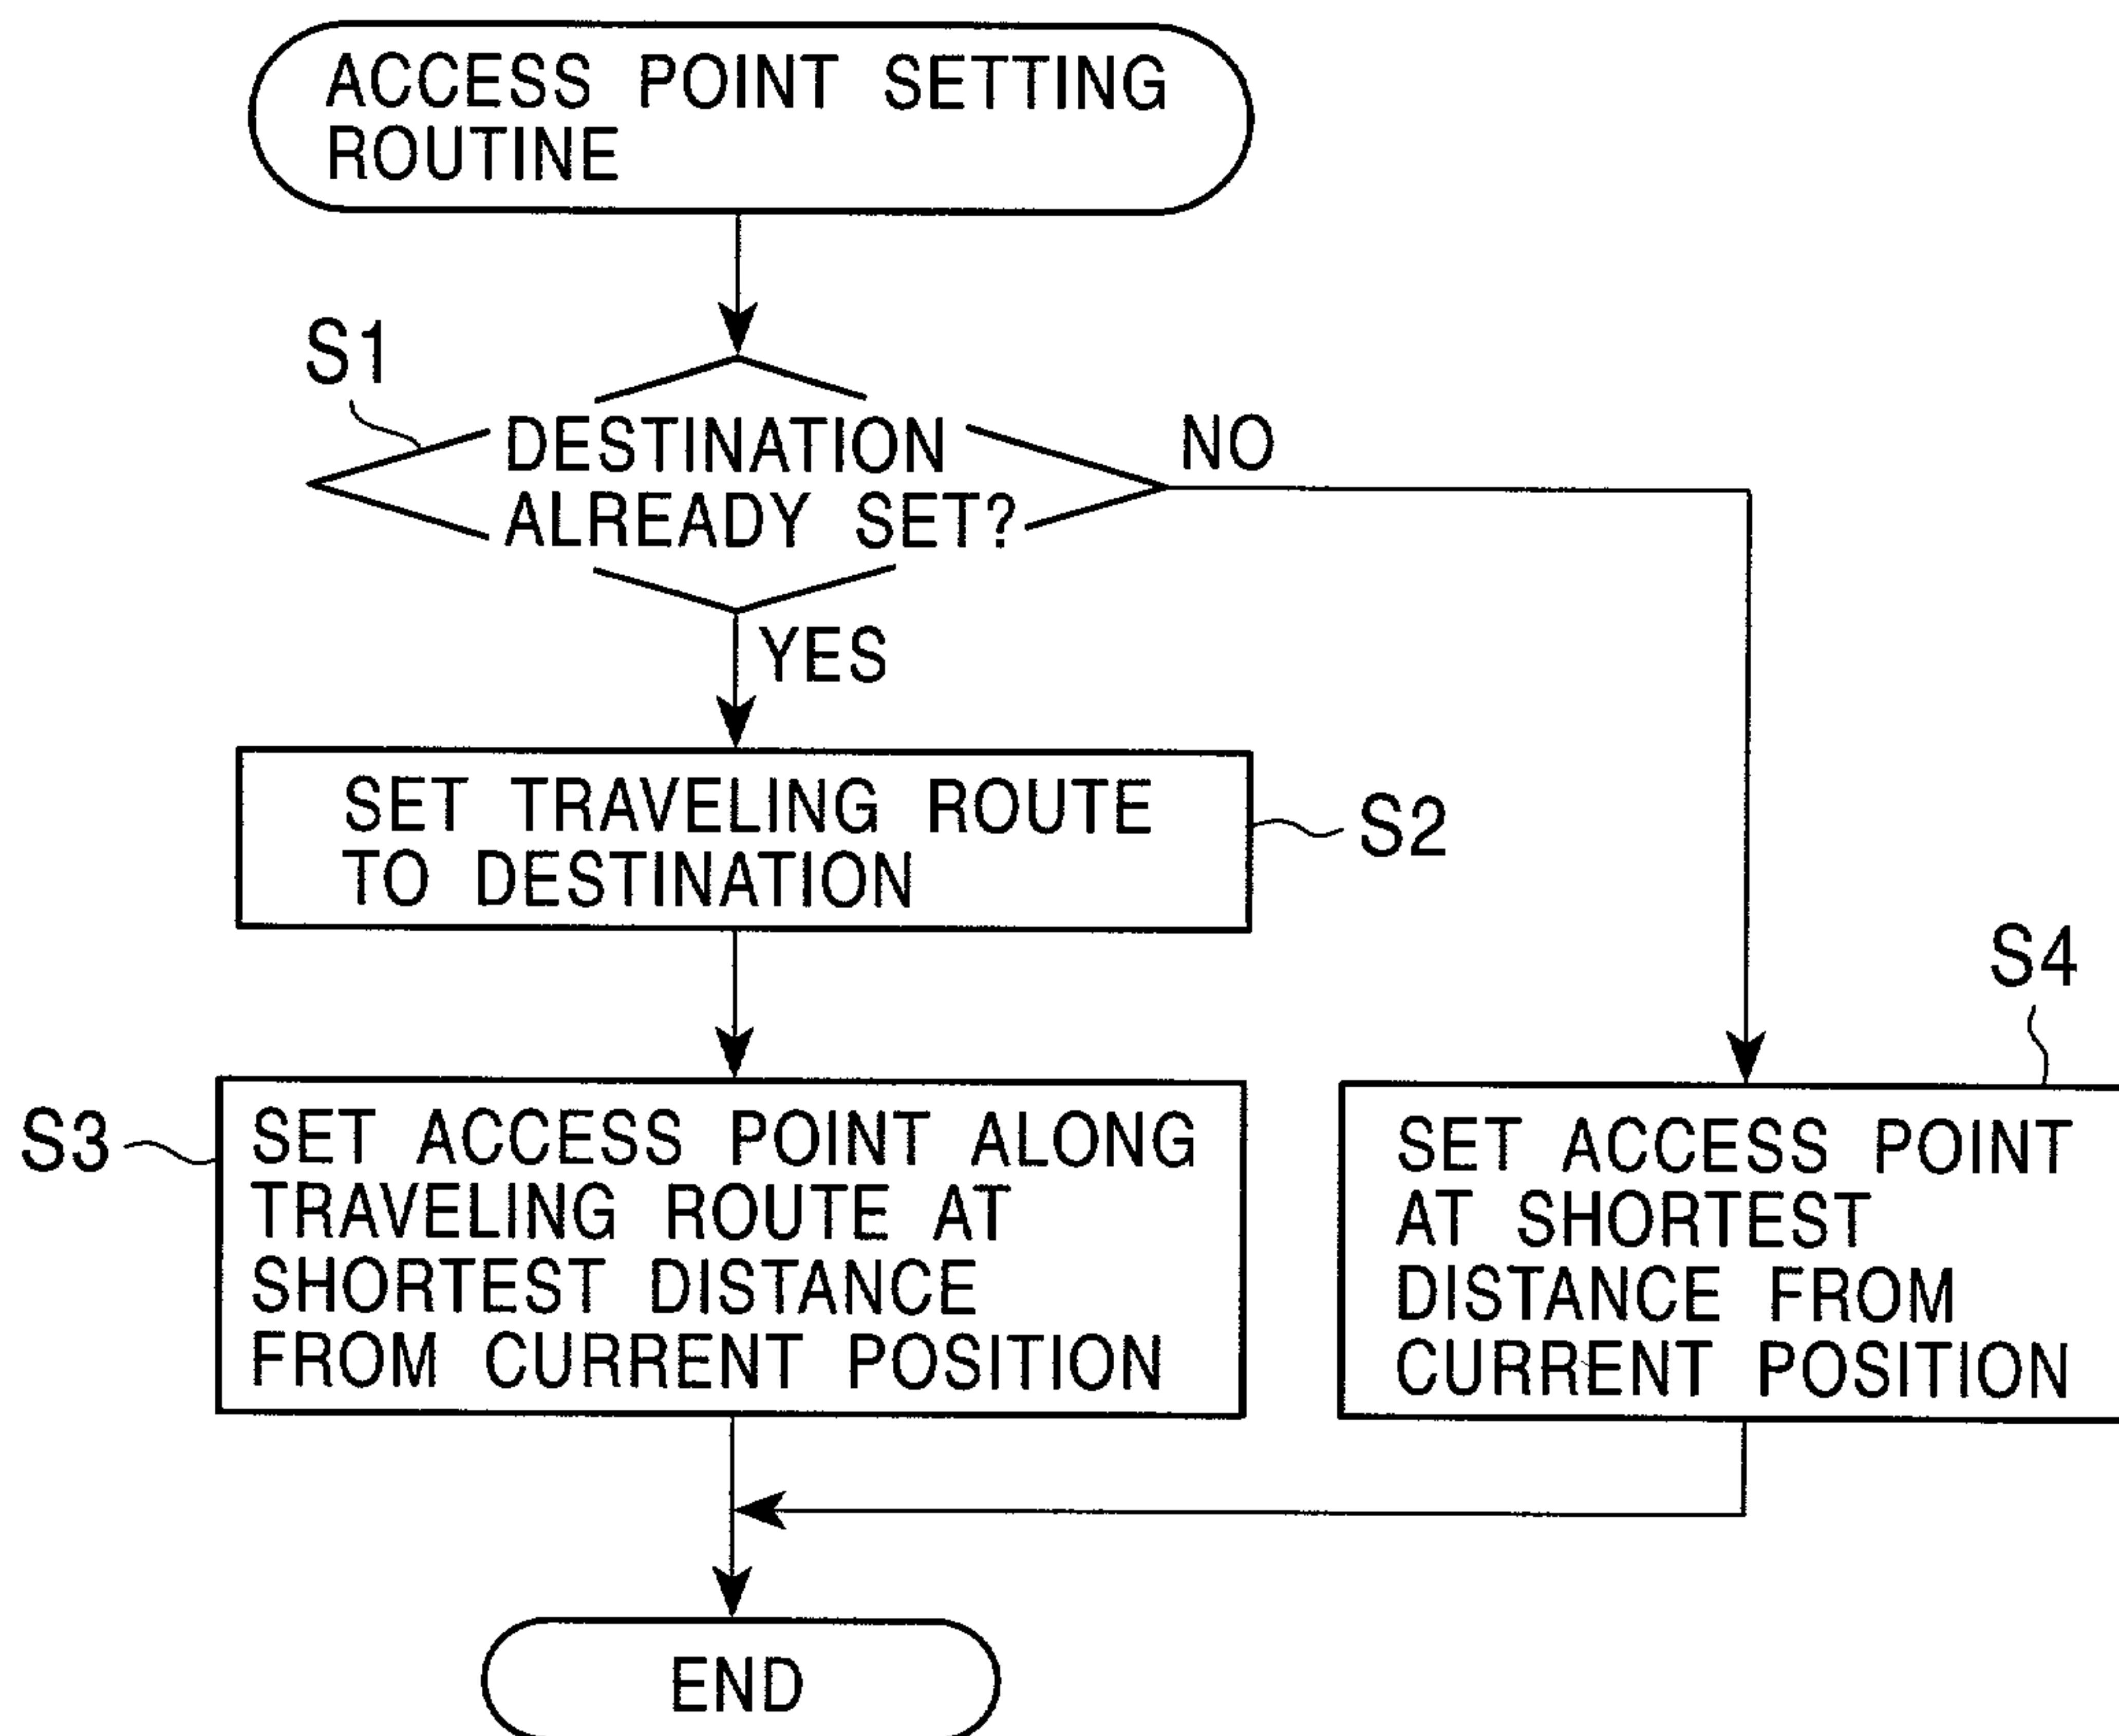 ACCESS POINT SETTING
ROUTINE
S1
DESTINATION
ALREADY SET?
NO
YES
SET TRAVELING ROUTE
TO DESTINATION
S2
S3
SET ACCESS POINT ALONG
TRAVELING ROUTE AT
SHORTEST DISTANCE
FROM CURRENT POSITION
S4
SET ACCESS POINT
AT SHORTEST
DISTANCE FROM
CURRENT POSITION
END